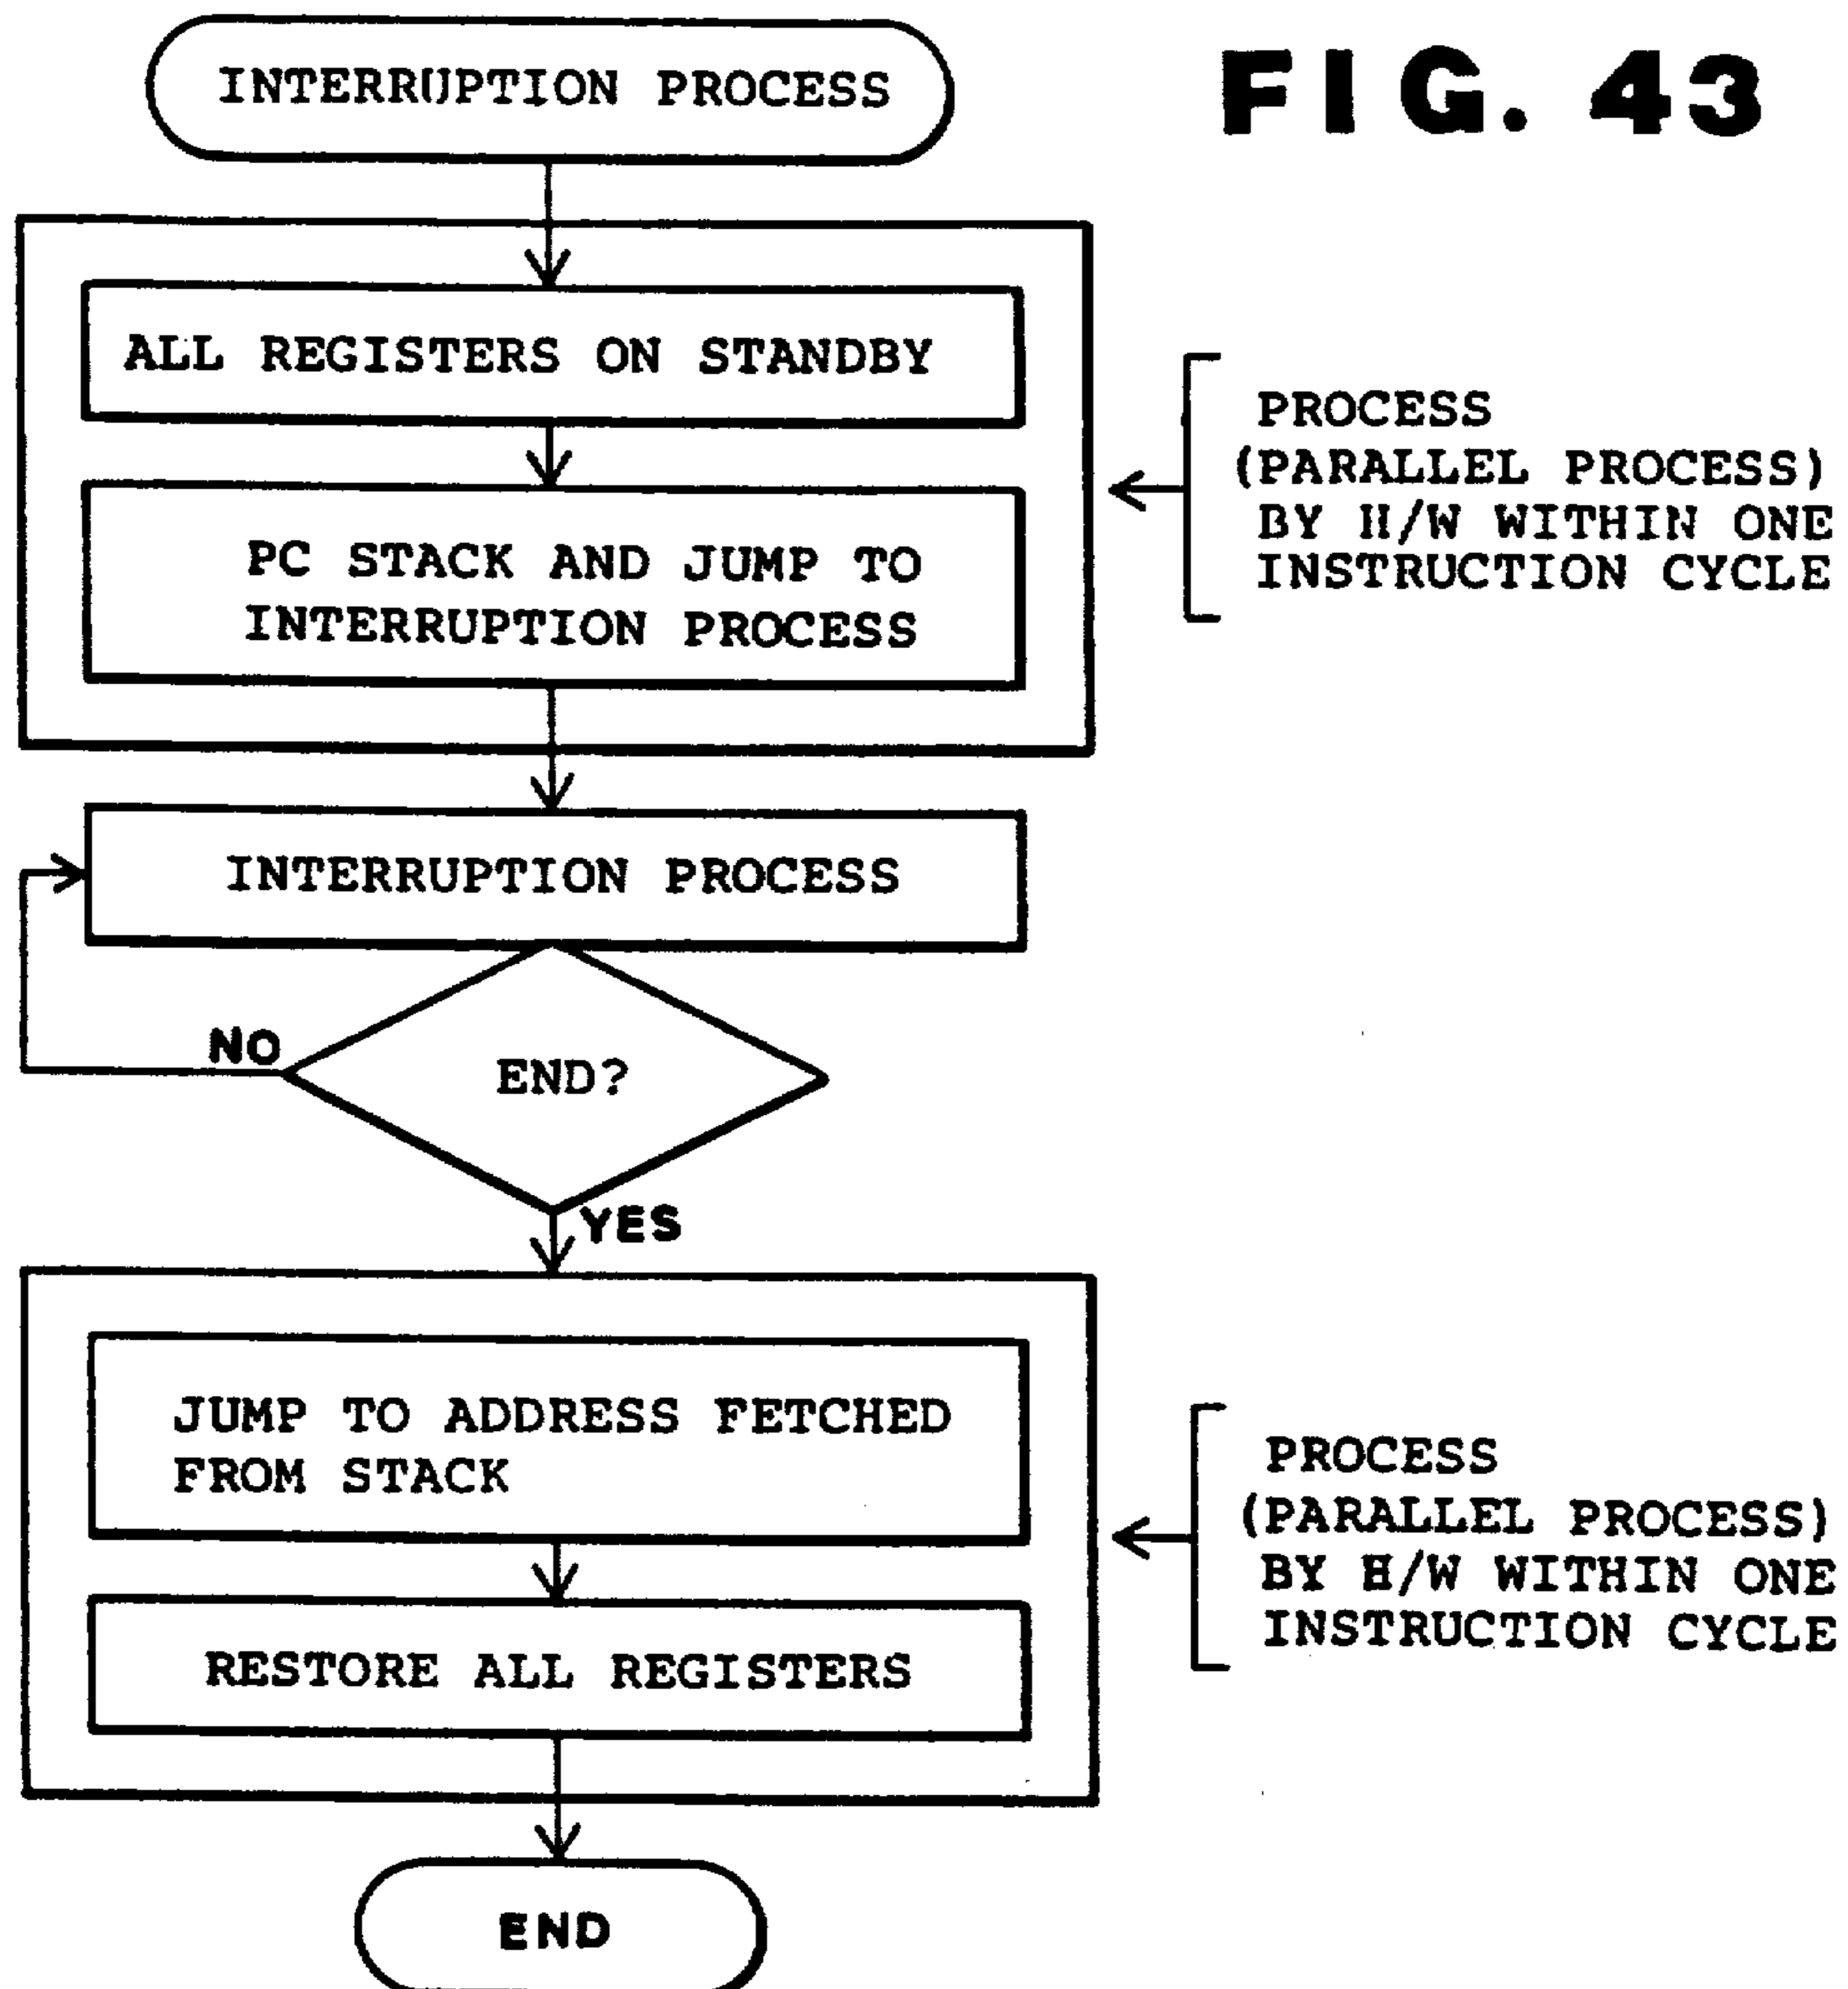 FIG. 43
INTERRUPTION PROCESS
ALL REGISTERS ON STANDBY
PC STACK AND JUMP TO
INTERRUPTION PROCESS
PROCESS
(PARALLEL PROCESS)
BY H/W WITHIN ONE
INSTRUCTION CYCLE
INTERRUPTION PROCESS
NO
END?
YES
JUMP TO ADDRESS FETCHED
FROM STACK
RESTORE ALL REGISTERS
PROCESS
(PARALLEL PROCESS)
BY H/W WITHIN ONE
INSTRUCTION CYCLE
END